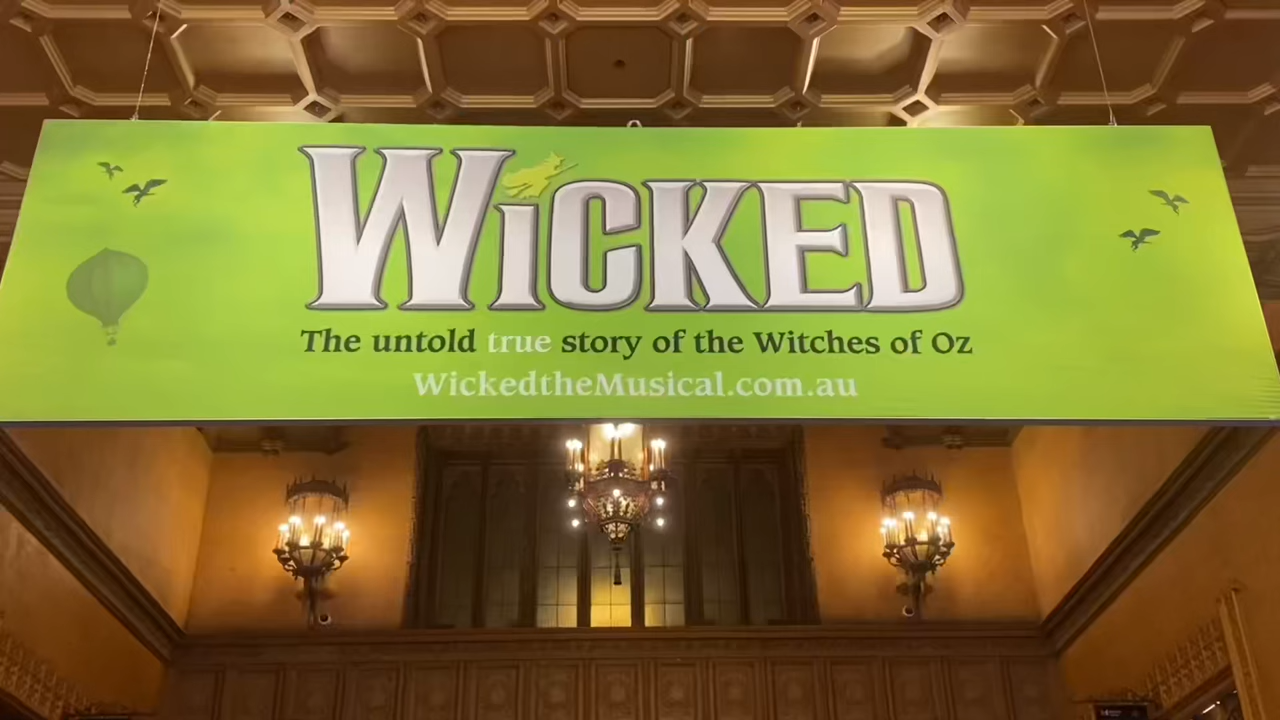 WiCKED
The untold true story of the Witches of Oz
WickedtheMusical.com.au